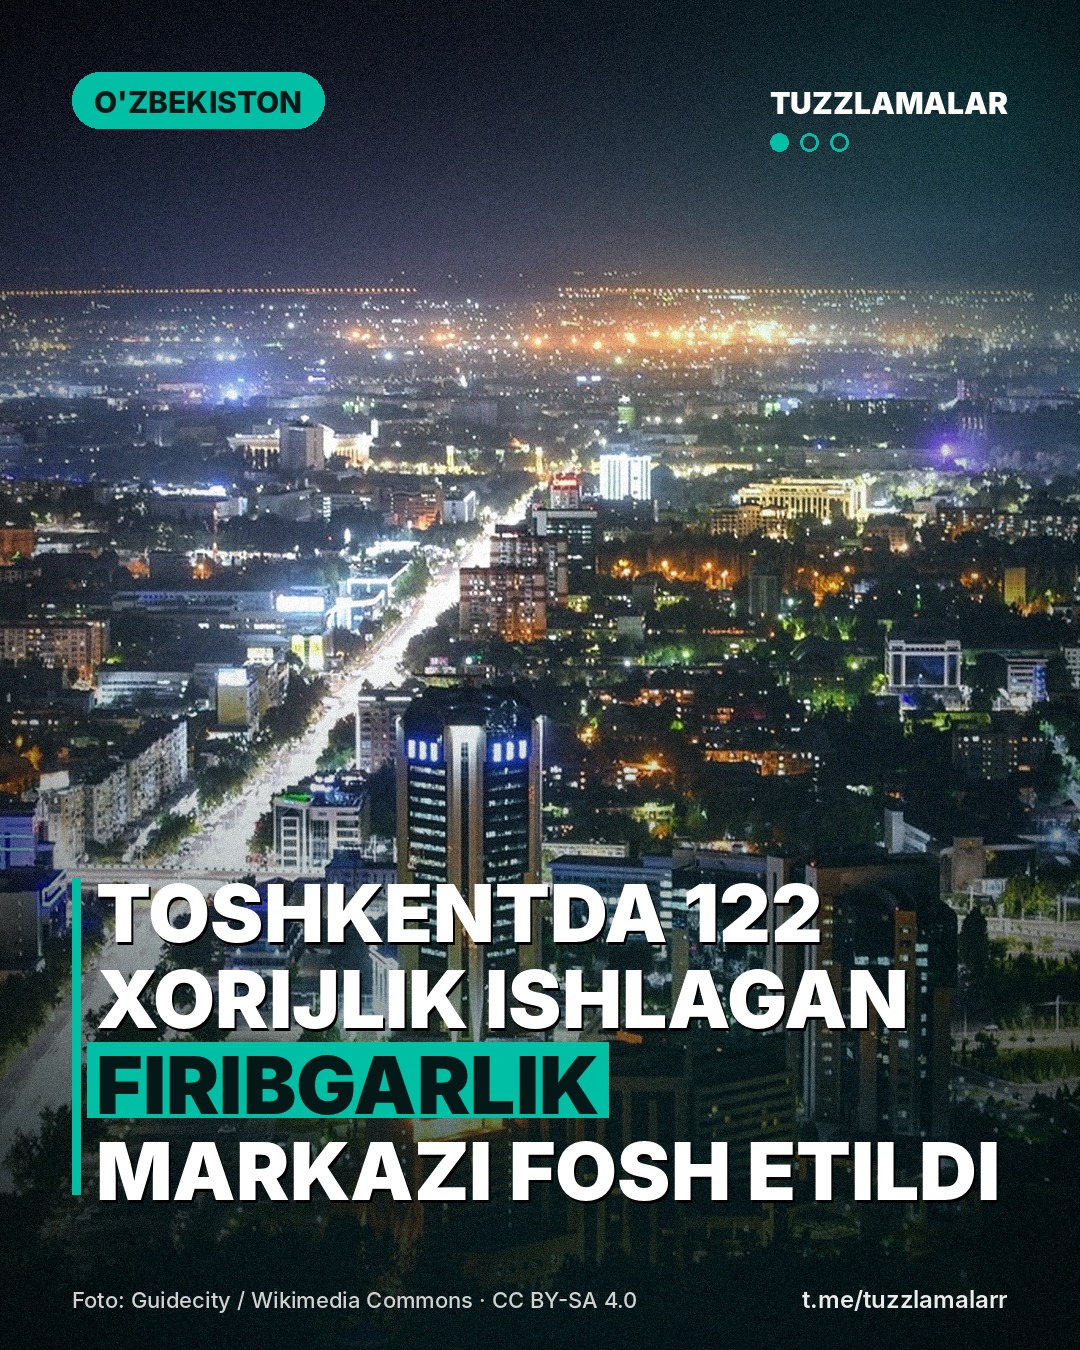 O'ZBEKISTON
TUZZLAMALAR
TOSHKENTDA 122
XORIJLIK ISHLAGAN
FIRIBGARLIK
MARKAZI FOSH ETILDI
Foto: Guidecity / Wikimedia Commons · CC BY-SA 4.0
t.me/tuzzlamalarr